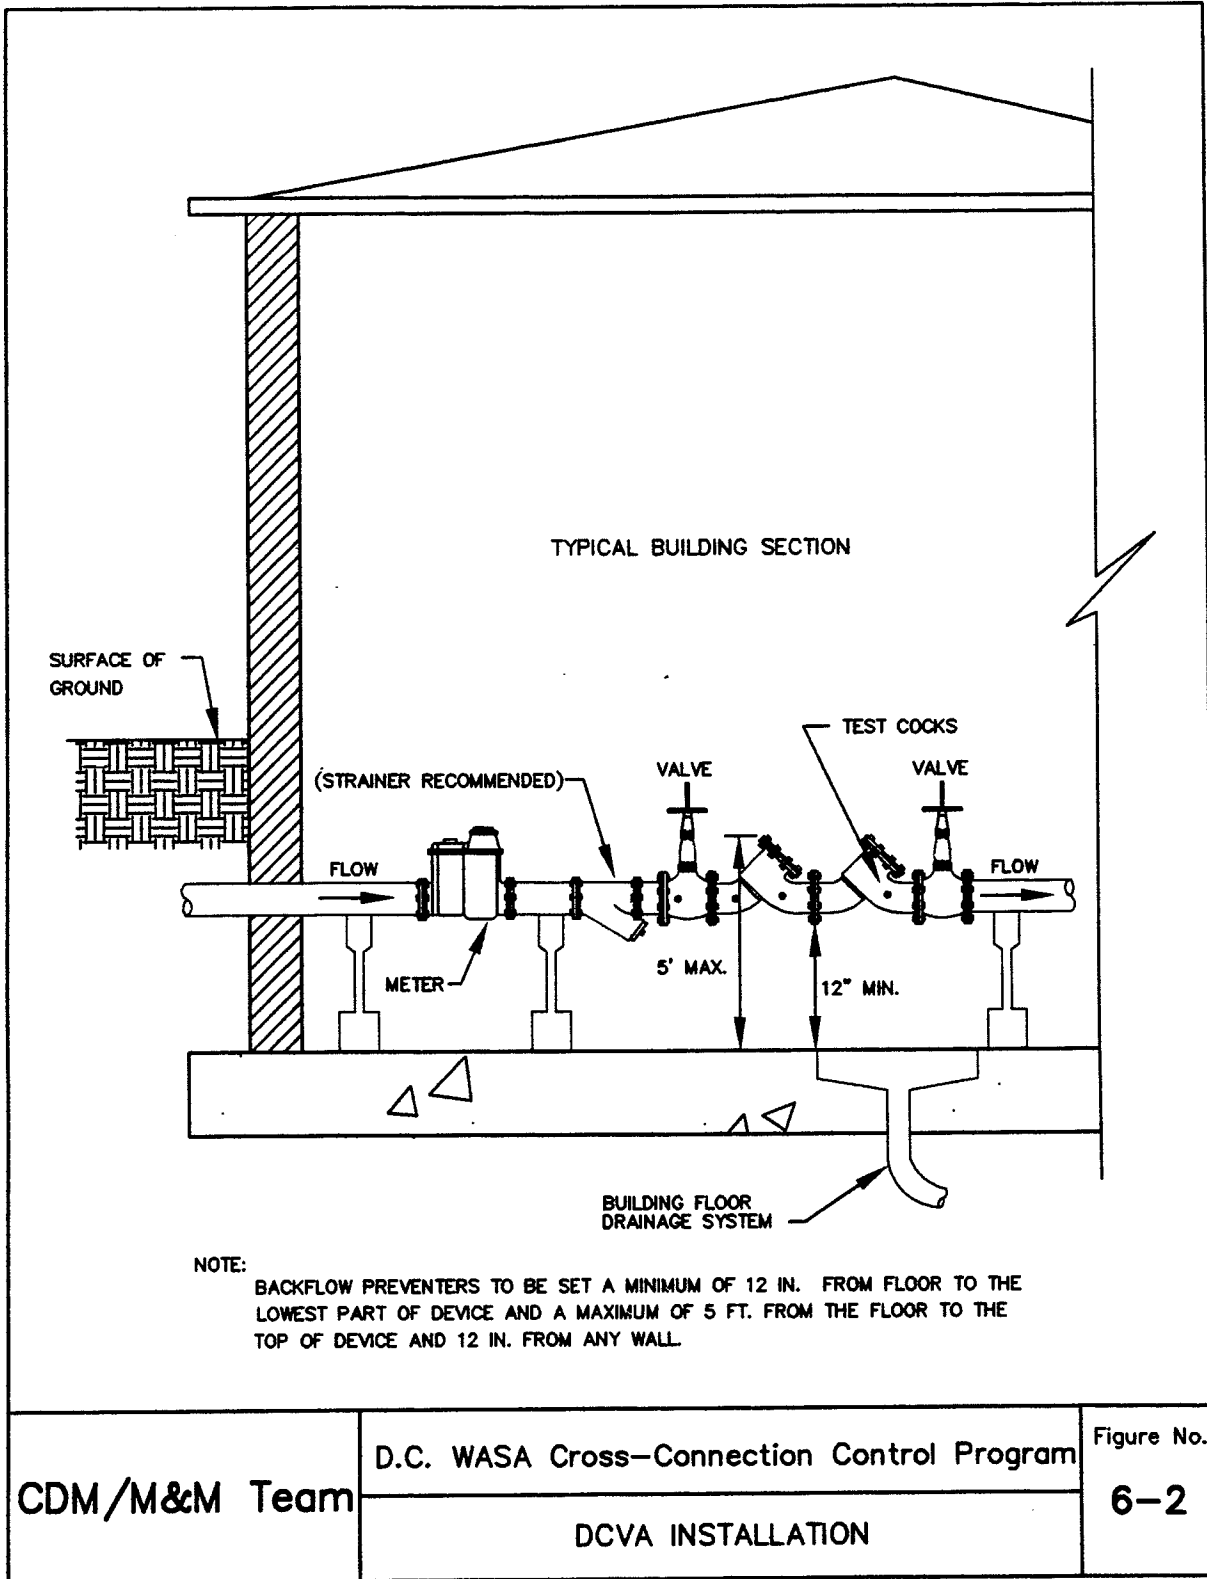 TYPICAL BUILDING SECTION
SURFACE OF
GROUND
TEST COCKS
(STRAINER RECOMMENDED)
VALVE
VALVE
FLOW
FLOW
METER
5' MAX.
12" MIN.
BUILDING FLOOR
DRAINAGE SYSTEM
NOTE:
BACKFLOW PREVENTERS TO BE SET A MINIMUM OF 12 IN. FROM FLOOR TO THE
LOWEST PART OF DEVICE AND A MAXIMUM OF 5 FT. FROM THE FLOOR TO THE
TOP OF DEVICE AND 12 IN. FROM ANY WALL.
CDM/M&M Team
D.C. WASA Cross-Connection Control Program
DCVA INSTALLATION
Figure No.
6-2